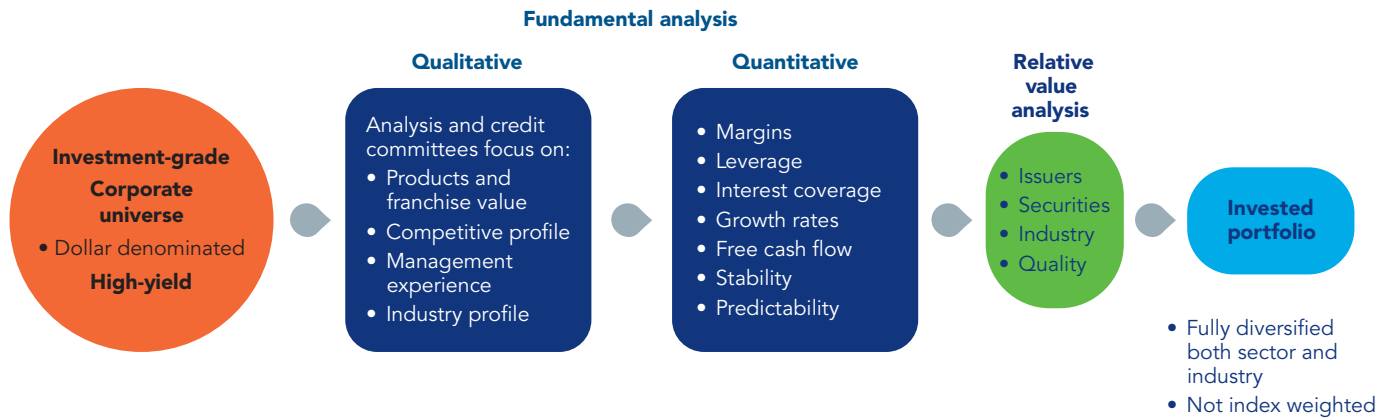 Fundamental analysis
Investment-grade
Corporate
universe
• Dollar denominated
High-yield
Qualitative
Analysis and credit
committees focus on:
• Products and
franchise value
• Competitive profile
• Management
experience
• Industry profile
Quantitative
• Margins
• Leverage
• Interest coverage
• Growth rates
• Free cash flow
• Stability
• Predictability
Relative
value
analysis
• Issuers
• Securities
• Industry
• Quality
Invested
portfolio
• Fully diversified
both sector and
industry
• Not index weighted